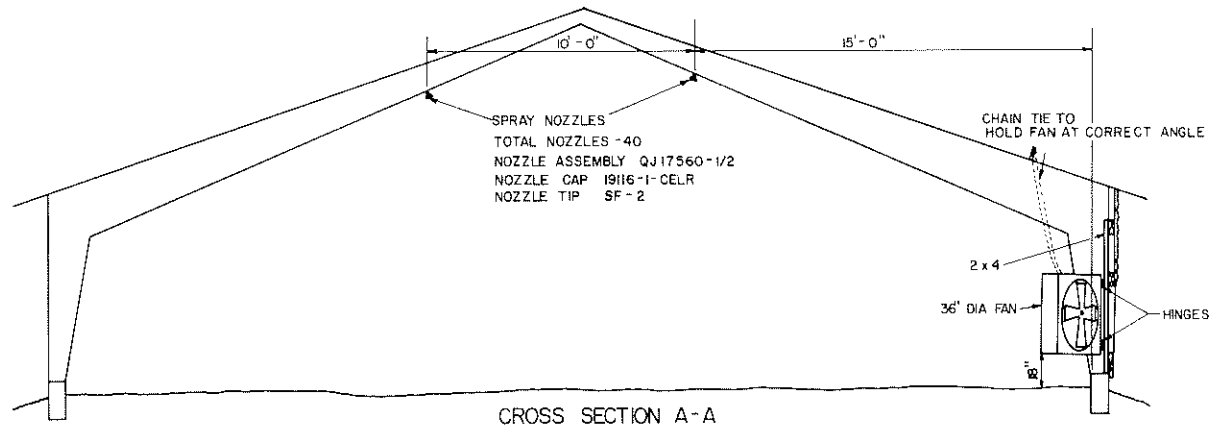 10'-0"
15'-0"
SPRAY NOZZLES
TOTAL NOZZLES -40
NOZZLE ASSEMBLY QJ17560-1/2
NOZZLE CAP 19116-1-CELR
NOZZLE TIP SF-2
CHAIN TIE TO
HOLD FAN AT CORRECT ANGLE
2 x 4
36" DIA FAN
HINGES
18"
CROSS SECTION A-A